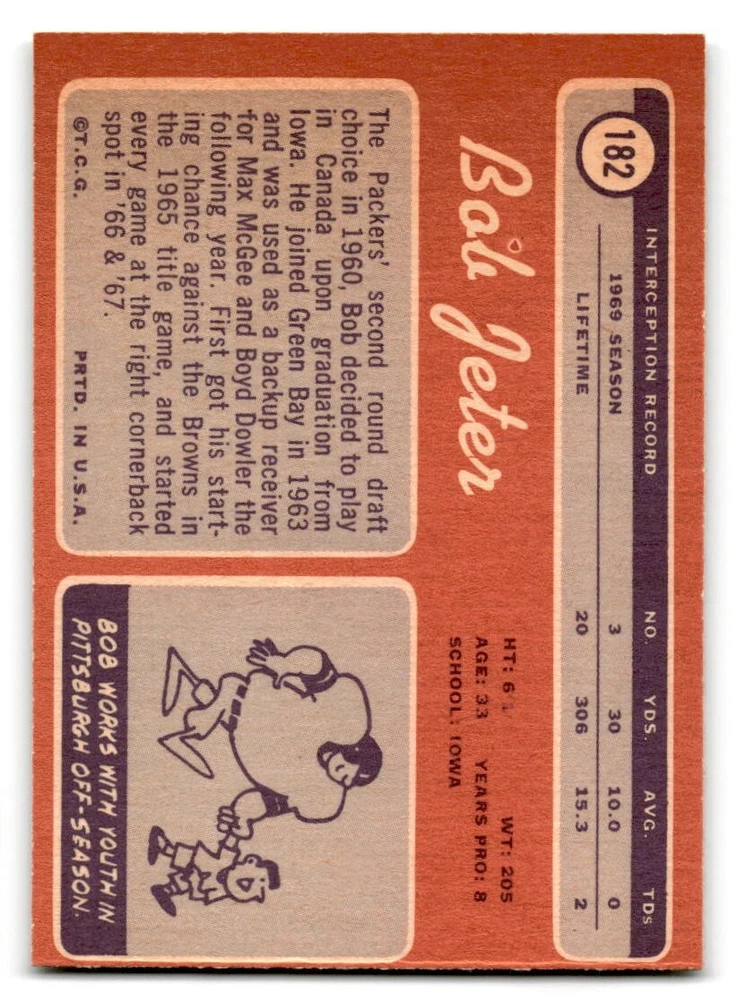 182
INTERCEPTION RECORD NO. YDS. AVG. TDs
1969 SEASON 3 30 10.0 0
LIFETIME 20 306 15.3 2
Bob Jeter
HT: 6 1 WT: 205
AGE: 33 YEARS PRO: 8
SCHOOL: IOWA
The Packers' second round draft
choice in 1960, Bob decided to play
in Canada upon graduation from
Iowa. He joined Green Bay in 1963
and was used as a backup receiver
for Max McGee and Boyd Dowler the
following year. First got his start-
ing chance against the Browns in
the 1965 title game, and started
every game at the right cornerback
spot in '66 & '67.
©T.C.G. PRTD. IN U.S.A.
BOB WORKS WITH YOUTH IN
PITTSBURGH OFF-SEASON.